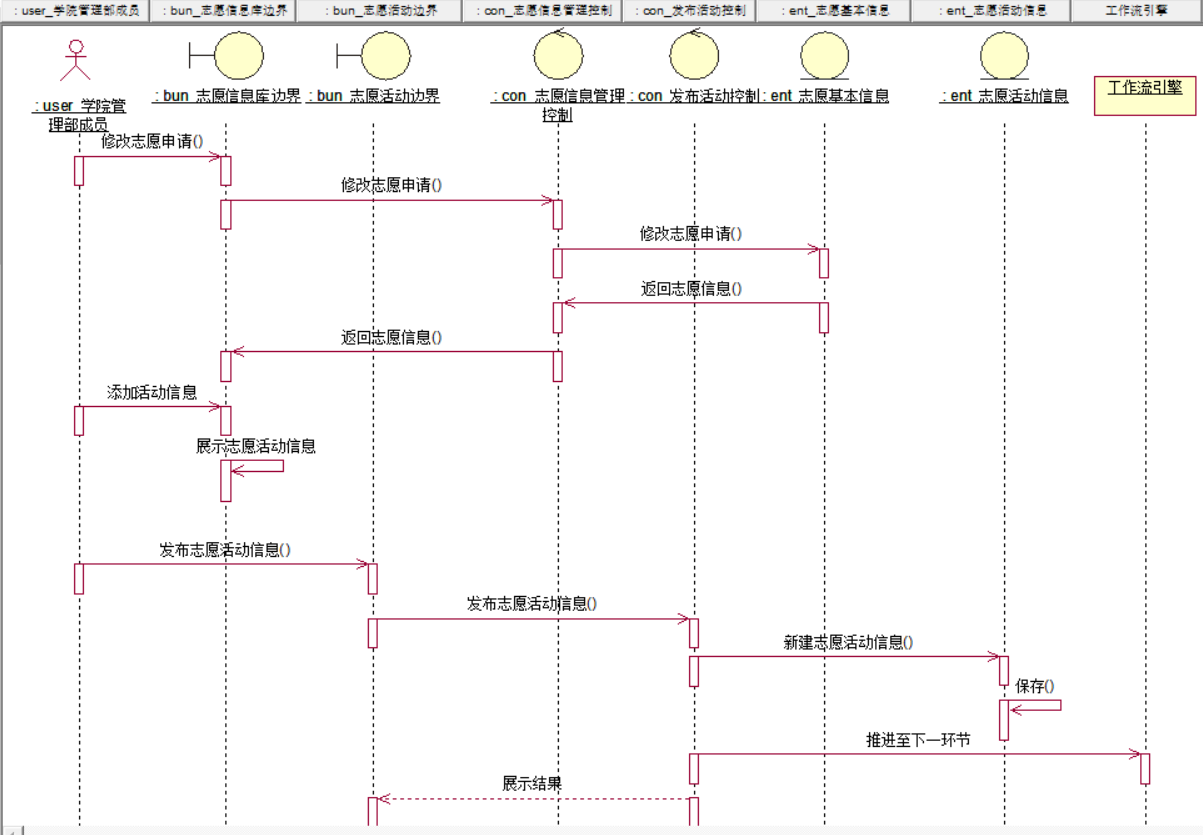 : user_学院管理部成员
: bun_志愿信息库边界
: bun_志愿活动边界
: con_志愿信息管理控制
: con_发布活动控制
: ent_志愿基本信息
: ent_志愿活动信息
工作流引擎
: user_学院管
理部成员
: bun_志愿信息库边界
: bun_志愿活动边界
: con_志愿信息管理
控制
: con_发布活动控制
: ent_志愿基本信息
: ent_志愿活动信息
工作流引擎
修改志愿申请()
修改志愿申请()
修改志愿申请()
返回志愿信息()
返回志愿信息()
添加活动信息
展示志愿活动信息
发布志愿活动信息()
发布志愿活动信息()
新建志愿活动信息()
保存()
推进至下一环节
展示结果